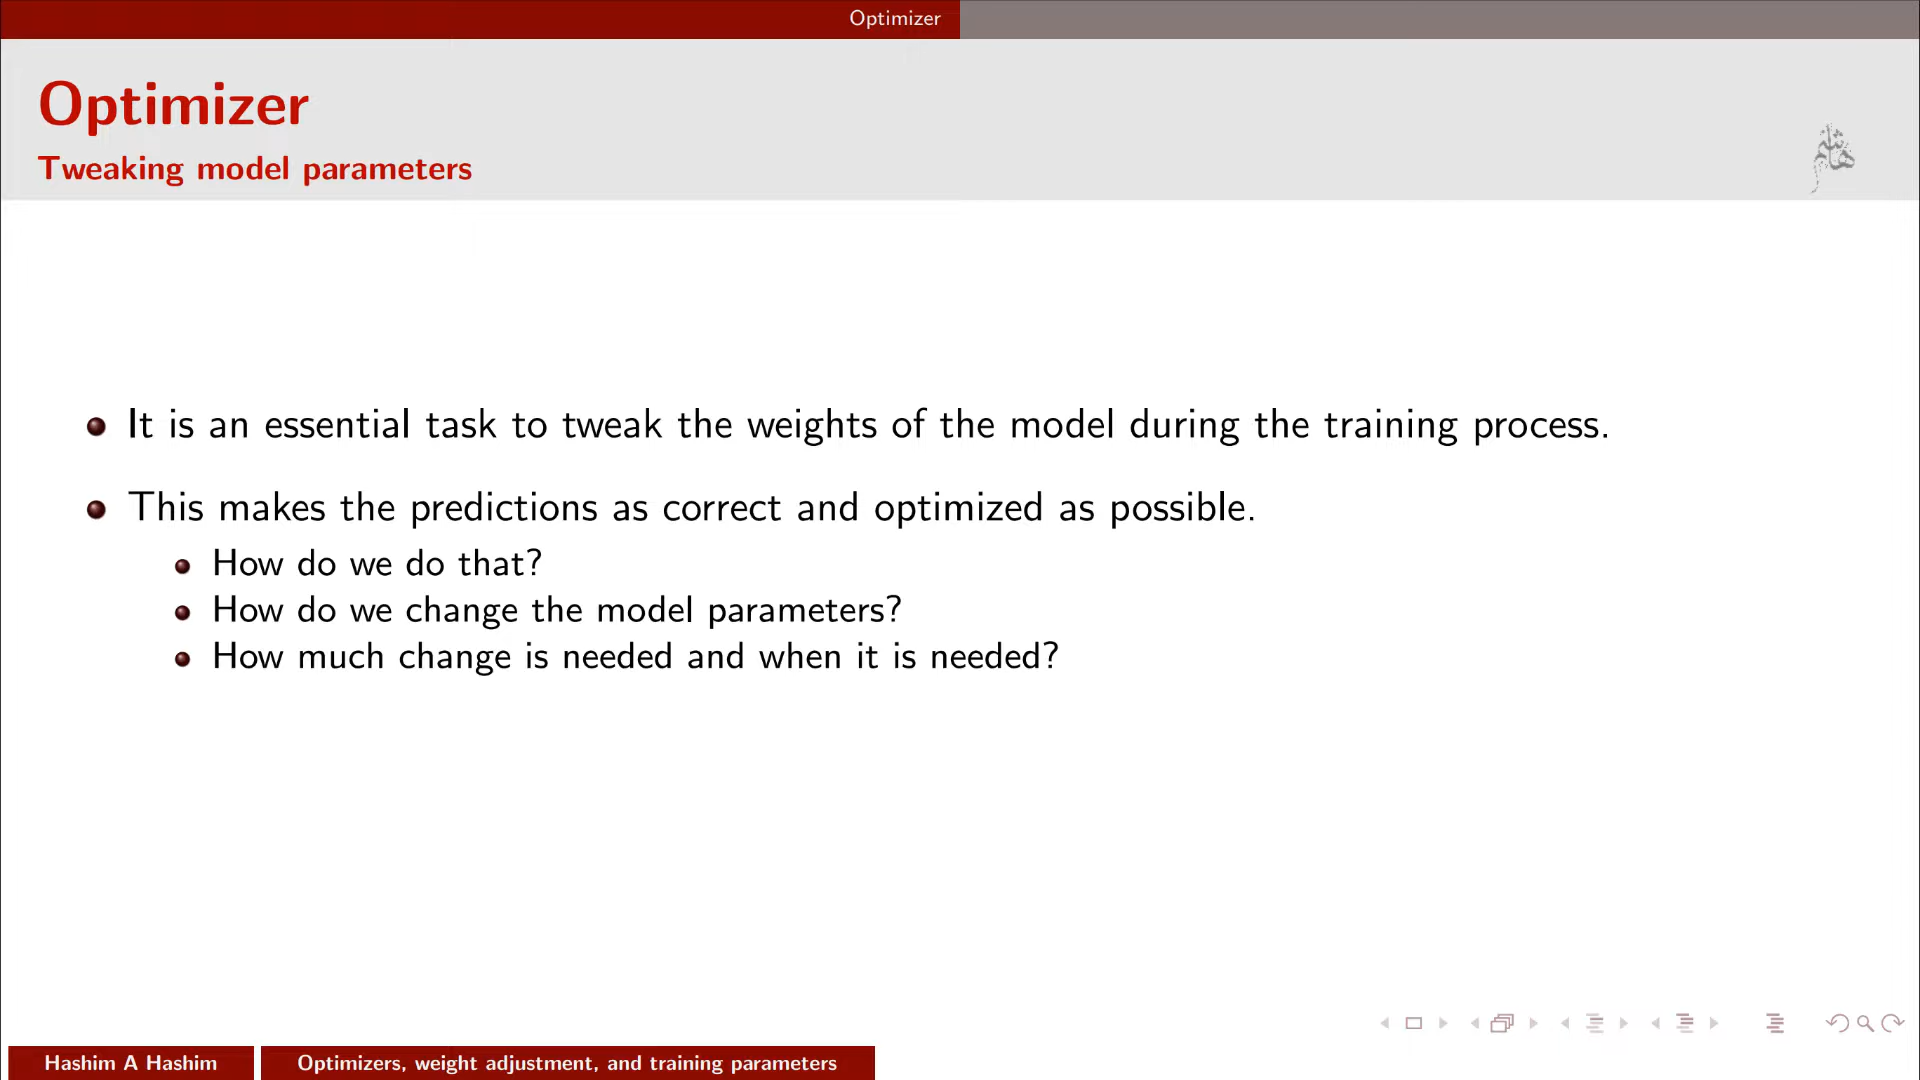 Optimizer
Optimizer
Tweaking model parameters
هاشم
It is an essential task to tweak the weights of the model during the training process.
This makes the predictions as correct and optimized as possible.
How do we do that?
How do we change the model parameters?
How much change is needed and when it is needed?
Hashim A Hashim
Optimizers, weight adjustment, and training parameters